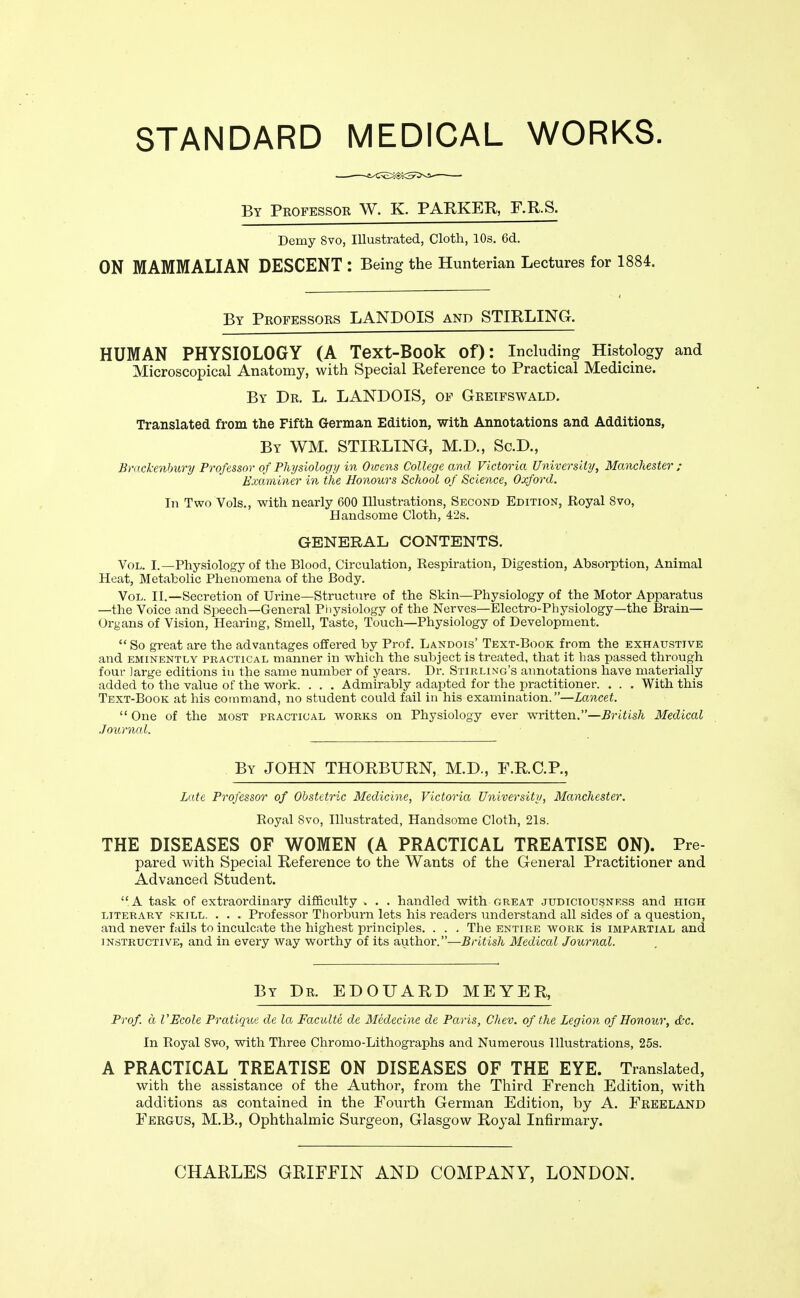 STANDARD MEDICAL WORKS.
By Professor W. K. PARKER, F.R.S.
Demy 8vo, Illustrated, Cloth, 10s. 6d.
ON MAMMALIAN DESCENT: Being the Hunterian Lectures for 1884.
By Professors LANDOIS and STIRLING.
HUMAN PHYSIOLOGY (A Text-Book of): Including Histology and
Microscopical Anatomy, with Special Reference to Practical Medicine.
By Dr. L. LANDOIS, of Greifswald.
Translated from the Fifth German Edition, with Annotations and Additions,
By WM. STIRLING, M.D., Sc.D.,
Brackenbury Professor of Physiology in Owens College and Victoria University, Manchester;
Examiner in the Honours School of Science, Oxford.
In Two Vols., with nearly 600 Illustrations, Second Edition, Royal 8vo,
Handsome Cloth, 42s.
GENERAL CONTENTS.
Vol. I.—Physiology of the Blood, Circulation, Respiration, Digestion, Absorption, Animal
Heat, Metabolic Phenomena of the Body.
Vol. II.—Secretion of Urine—Structure of the Skin—Physiology of the Motor Apparatus
—the Voice and Speech—General Physiology of the Nerves—Electro-Physiology—the Brain—
Organs of Vision, Hearing, Smell, Taste, Touch—Physiology of Development.
"So great are the advantages offered by Prof. Landois' Text-Book from the exhaustive
and eminently practical manner in which the subject is treated, that it has passed through
four large editions in the same number of years. Dr. Stirling's annotations have materially
added to the value of the work. . . . Admirably adapted for the practitioner. . . . With this
Text-Book at his command, no student could fail in his examination."—Lancet.
"One of the most practical works on Physiology ever written."—British Medical
Journal.
By JOHN THORBURN, M.D., F.R.C.P.,
Late Professor of Obstetric Medicine, Victoria University, Manchester.
Royal 8vo, Illustrated, Handsome Cloth, 21s.
THE DISEASES OF WOMEN (A PRACTICAL TREATISE ON). Pre-
pared with Special Reference to the Wants of the General Practitioner and
Advanced Student.
"A task of extraordinary difficulty . . . handled with great judiciousness and high
literary skill. . . . Professor Thorburn lets his readers understand all sides of a question,
and never fails to inculcate the highest principles. . . . The entire work is impartial and
instructive, and in every way worthy of its author."—British Medical Journal.
By Dr. EDOUARD MEYER,
Prof. à l'Ecole Pratique de la Faculté de Médecine de Paris, Chev. of the Legion of Honour, &c.
In Royal 8vo, with Three Chromo-Lithographs and Numerous Illustrations, 25s.
A PRACTICAL TREATISE ON DISEASES OF THE EYE. Translated,
with the assistance of the Author, from the Third French Edition, with
additions as contained in the Fourth German Edition, by A. Freeland
Fergus, M.B., Ophthalmic Surgeon, Glasgow Royal Infirmary.
CHARLES GRIFFIN AND COMPANY, LONDON.